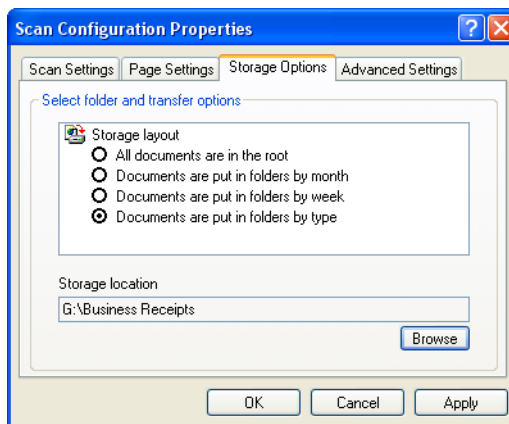 Scan Configuration Properties
Scan Settings Page Settings Storage Options Advanced Settings
Select folder and transfer options
Storage layout
All documents are in the root
Documents are put in folders by month
Documents are put in folders by week
Documents are put in folders by type
Storage location
G:\Business Receipts
Browse
OK Cancel Apply